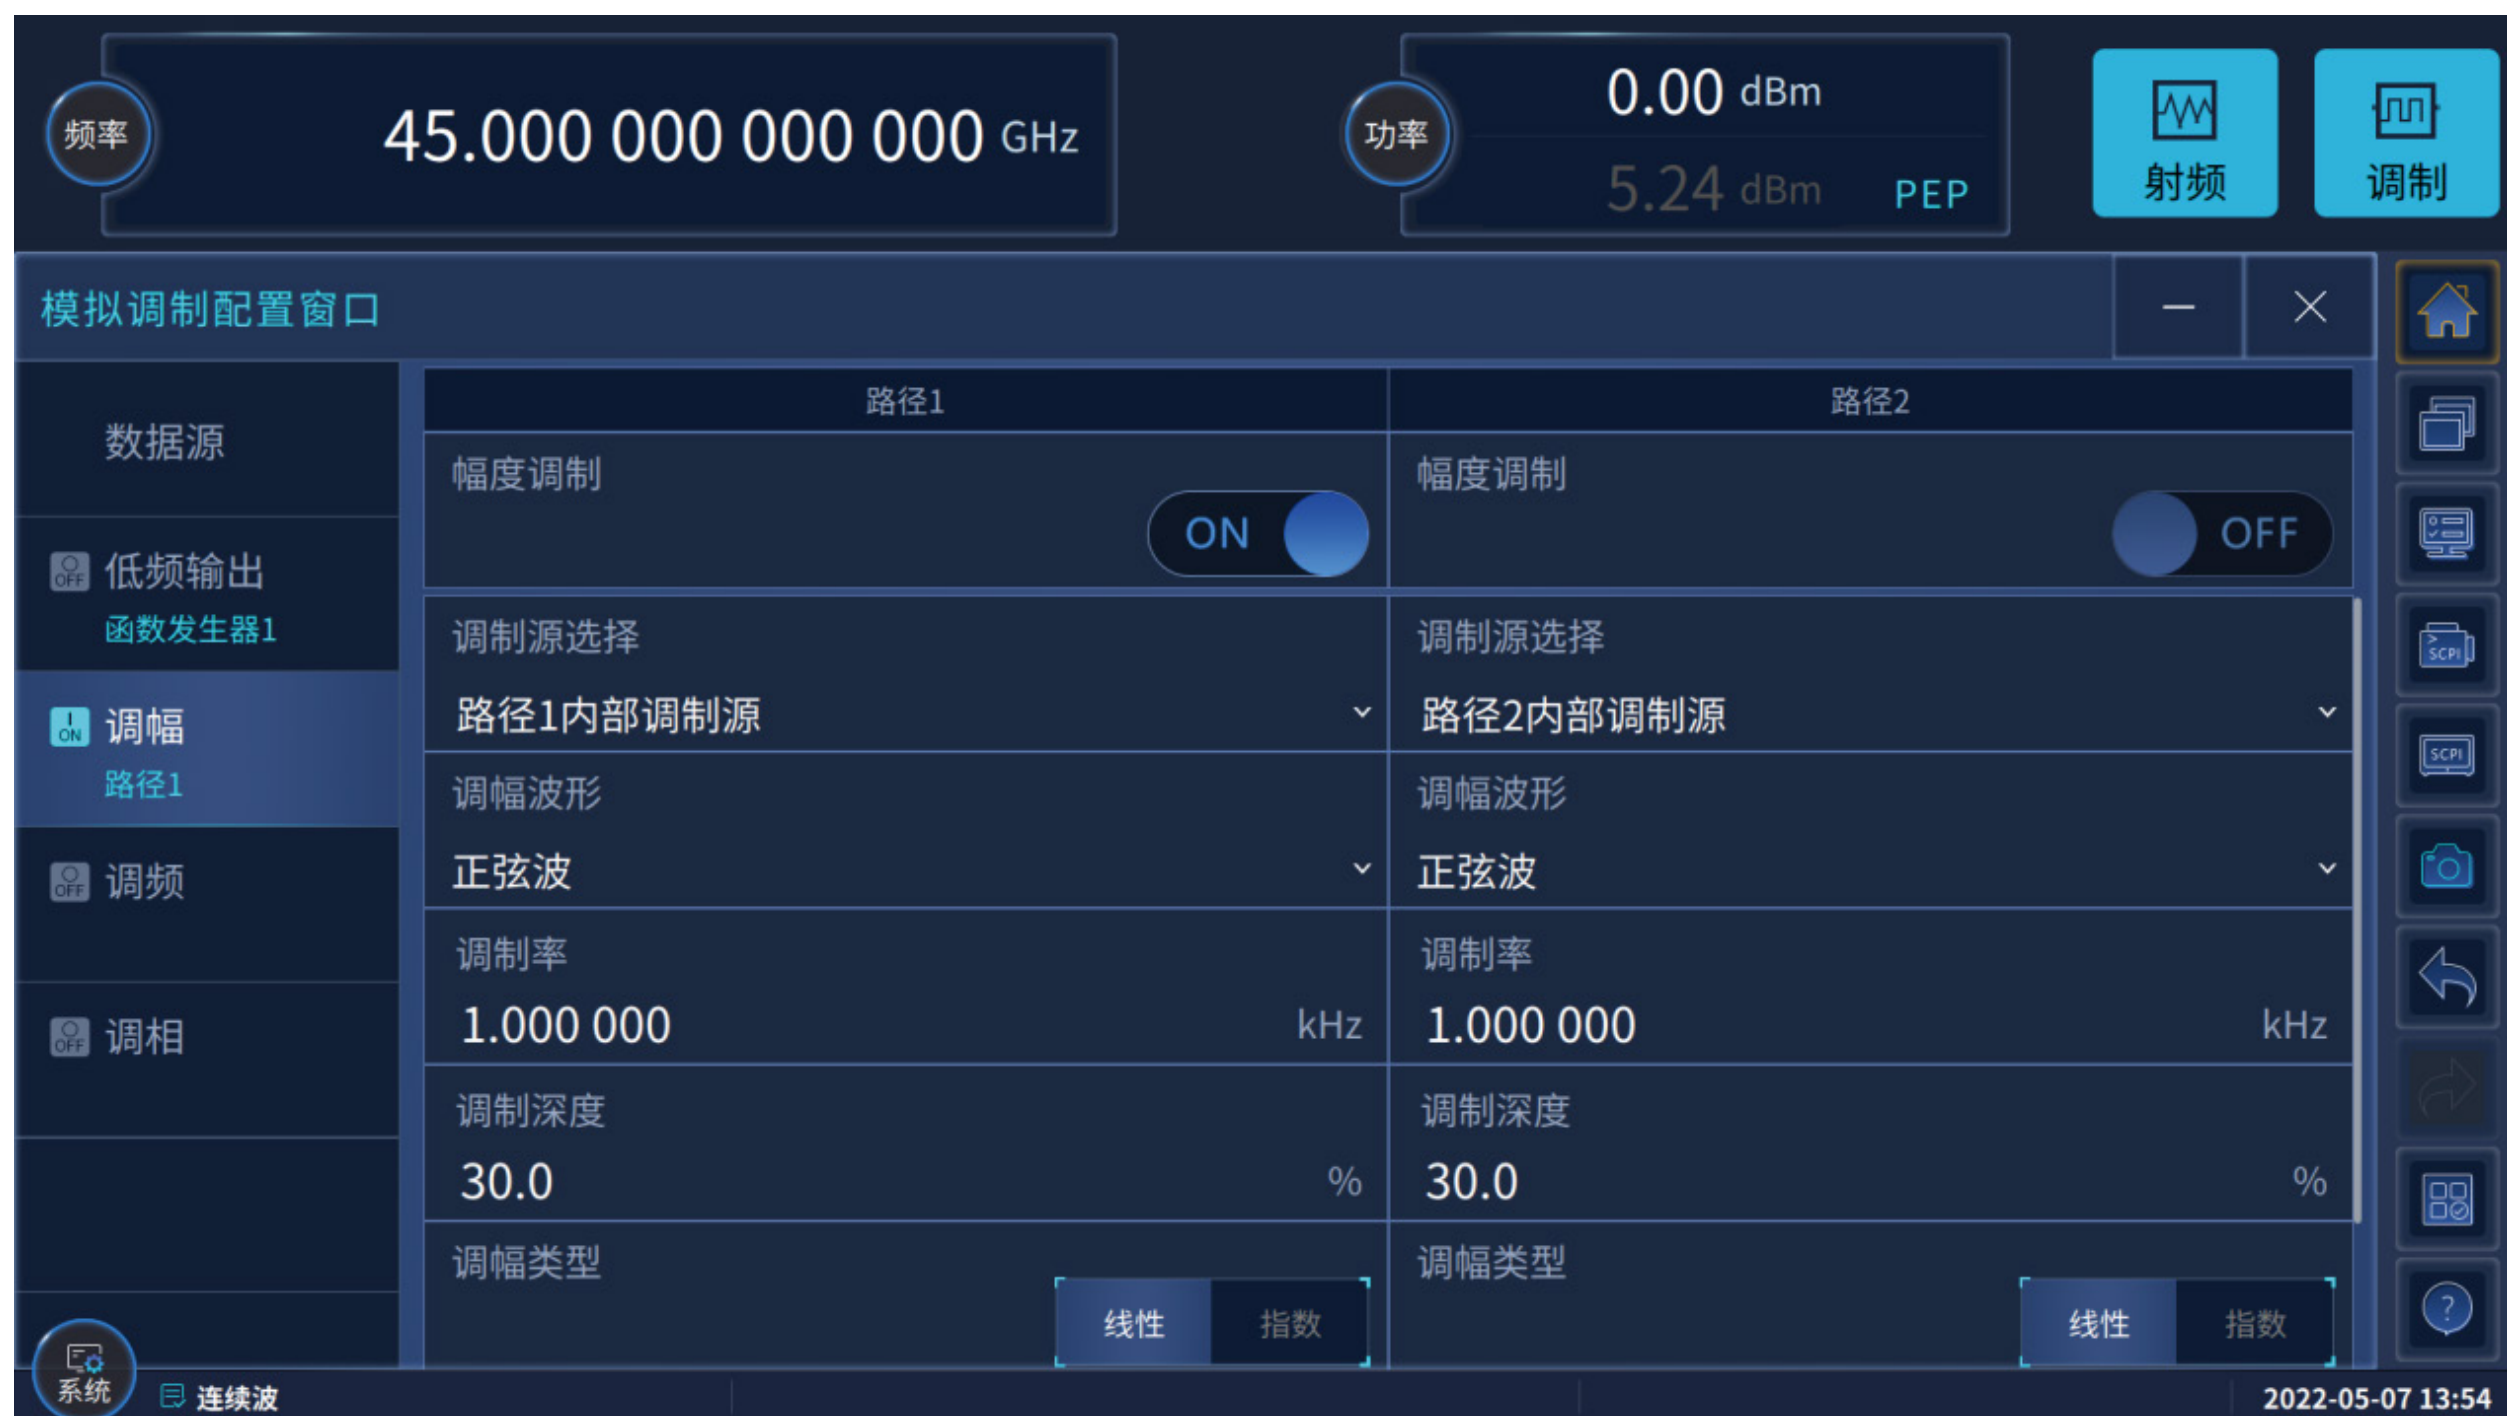 频率
45.000 000 000 000 GHz
功率
0.00 dBm
5.24 dBm PEP
射频
调制
模拟调制配置窗口
数据源
OFF 低频输出
函数发生器1
ON 调幅
路径1
OFF 调频
OFF 调相
路径1 路径2
幅度调制 幅度调制
ON OFF
调制源选择 调制源选择
路径1内部调制源 路径2内部调制源
调幅波形 调幅波形
正弦波 正弦波
调制率 调制率
1.000 000 kHz 1.000 000 kHz
调制深度 调制深度
30.0 % 30.0 %
调幅类型 调幅类型
线性 指数 线性 指数
SCPI
SCPI
?
系统
连续波
2022-05-07 13:54